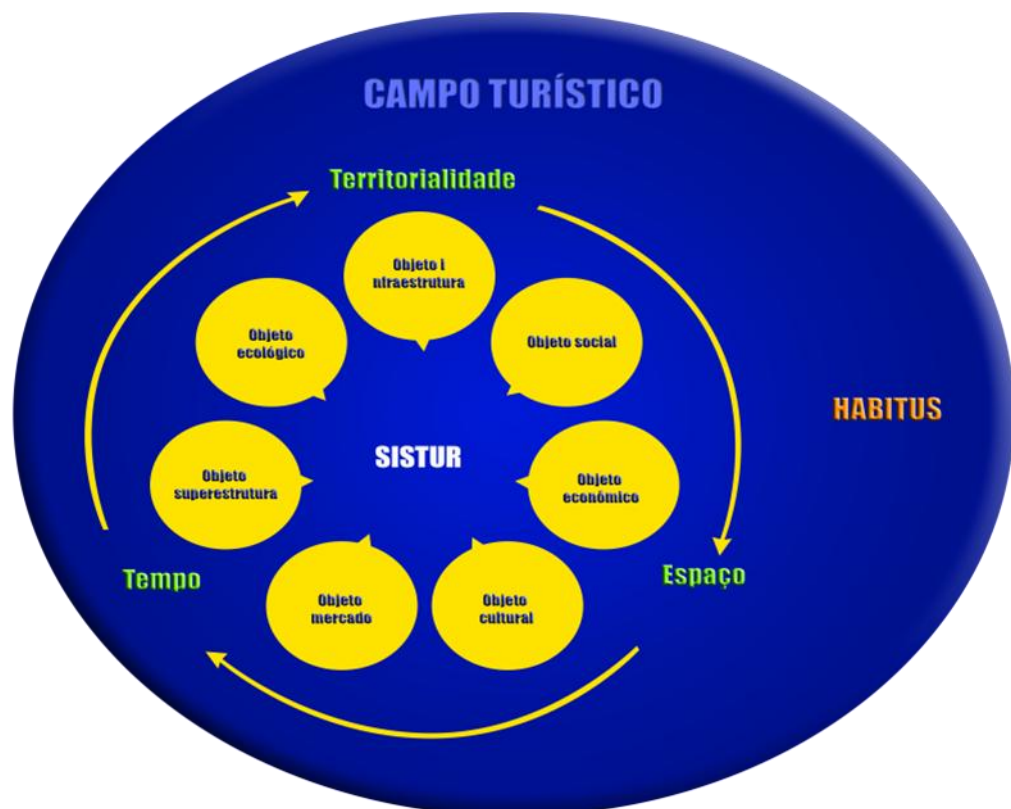 CAMPO TURÍSTICO
Territorialidade
Objeto i
nfraestrutura
Objeto
ecológico
Objeto social
HABITUS
SISTUR
Objeto
superestrutura
Objeto
económico
Tempo
Espaço
Objeto
mercado
Objeto
cultural